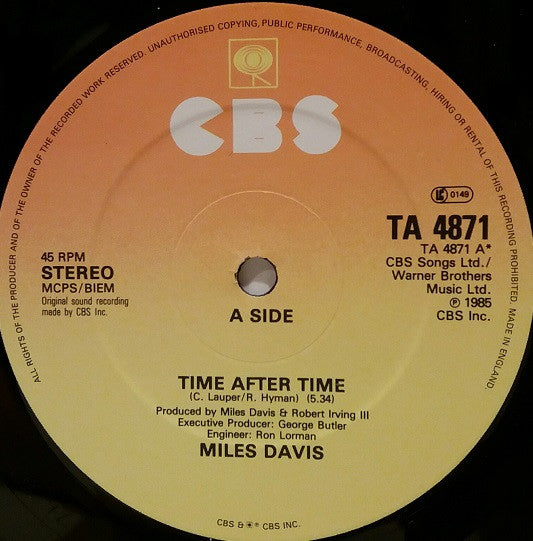 ALL RIGHTS OF THE PRODUCER AND OF THE OWNER OF THE RECORDED WORK RESERVED. UNAUTHORISED COPYING, PUBLIC PERFORMANCE, BROADCASTING, HIRING OR RENTAL OF THIS RECORDING PROHIBITED. MADE IN ENGLAND.
CBS
LC 0149
TA 4871
TA 4871 A*
CBS Songs Ltd./
Warner Brothers
Music Ltd.
℗ 1985
CBS Inc.
45 RPM
STEREO
MCPS/BIEM
Original sound recording
made by CBS Inc.
A SIDE
TIME AFTER TIME
(C. Lauper/R. Hyman) (5.34)
Produced by Miles Davis & Robert Irving III
Executive Producer: George Butler
Engineer: Ron Lorman
MILES DAVIS
CBS & ® CBS INC.